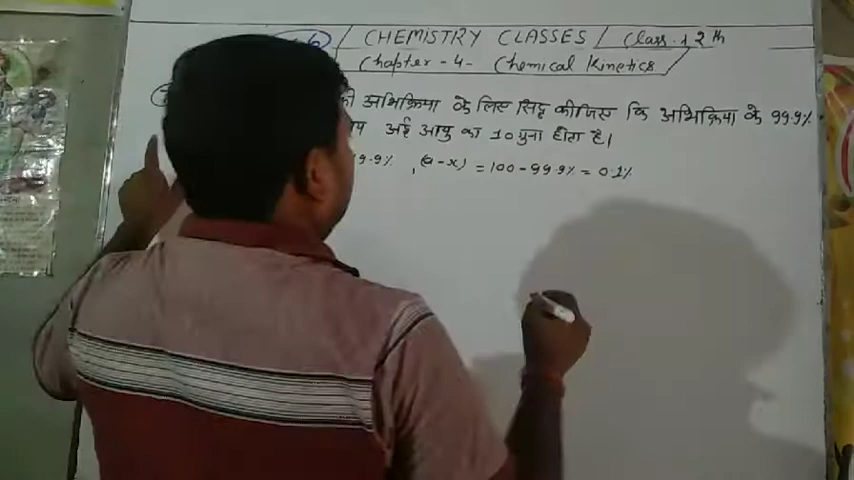 CHEMISTRY CLASSES / Class-12th
Chapter-4- Chemical Kinetics
की अभिक्रिया के लिए सिद्ध कीजिए कि अभिक्रिया के 99.9%
अर्द्ध आयु का 10 गुना होता है।
9.9% , (a-x) = 100-99.9% = 0.1%